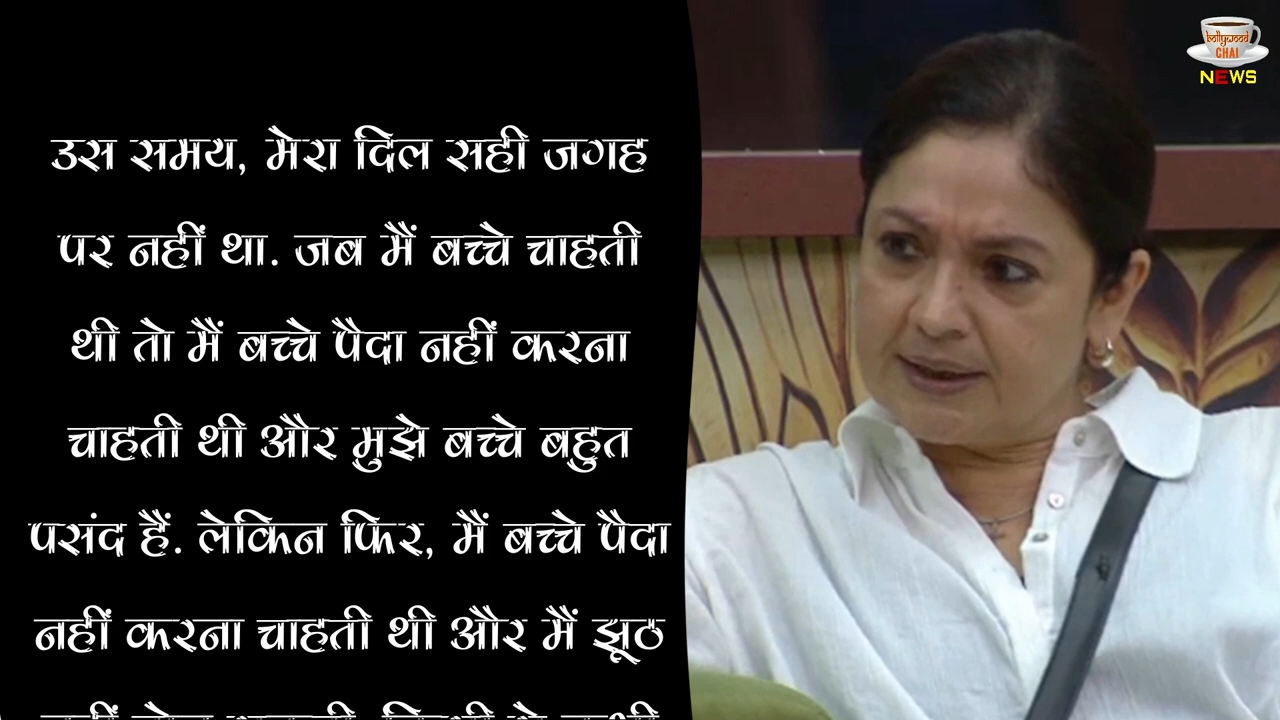 उस समय, मेरा दिल सही जगह
पर नहीं था. जब मैं बच्चे चाहती
थी तो मैं बच्चे पैदा नहीं करना
चाहती थी और मुझे बच्चे बहुत
पसंद हैं. लेकिन फिर, मैं बच्चे पैदा
नहीं करना चाहती थी और मैं झूठ
bollywood
CHAI
NEWS